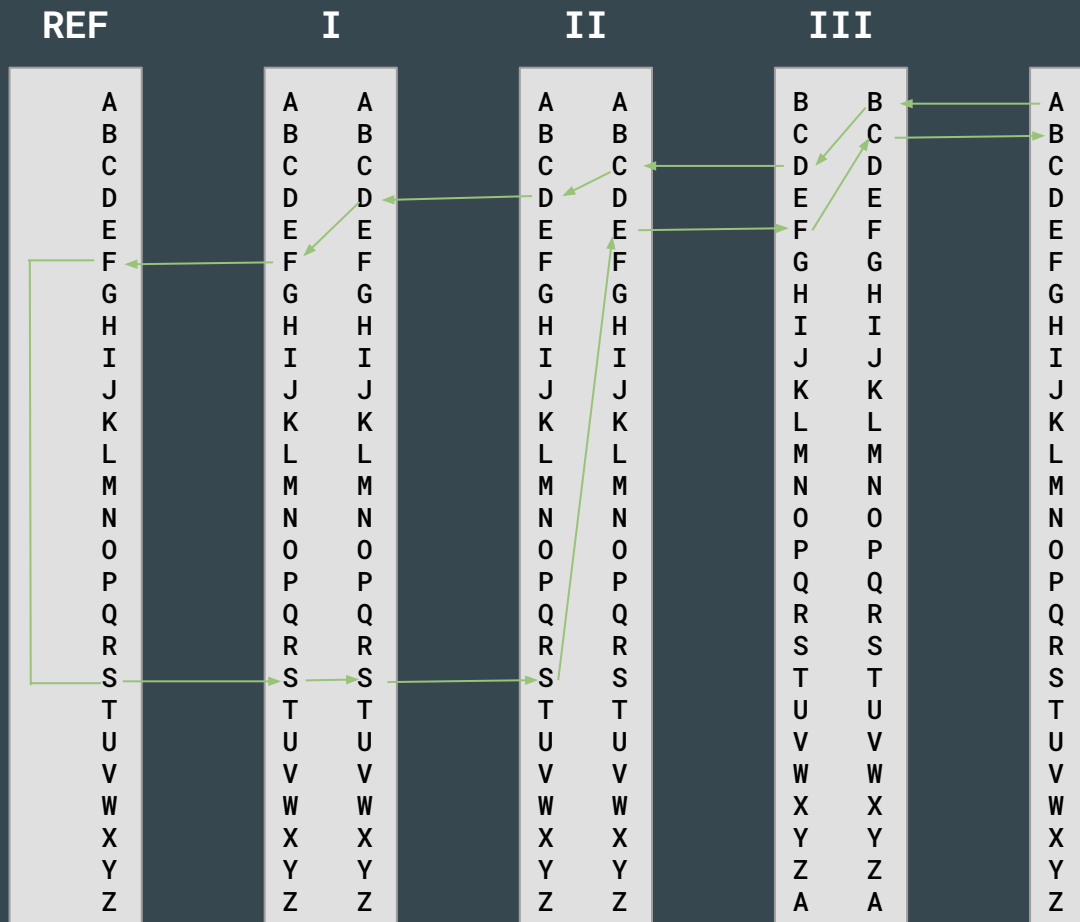 REF I II III
A A A A A B B A
B B B B B C C B
C C C C C D D C
D D D D D E E D
E E E E E F F E
F F F F F G G F
G G G G G H H G
H H H H H I I H
I I I I I J J I
J J J J J K K J
K K K K K L L K
L L L L L M M L
M M M M M N N M
N N N N N O O N
O O O O O P P O
P P P P P Q Q P
Q Q Q Q Q R R Q
R R R R R S S R
S S S S S T T S
T T T T T U U T
U U U U U V V U
V V V V V W W V
W W W W W X X W
X X X X X Y Y X
Y Y Y Y Y Z Z Y
Z Z Z Z Z A A Z